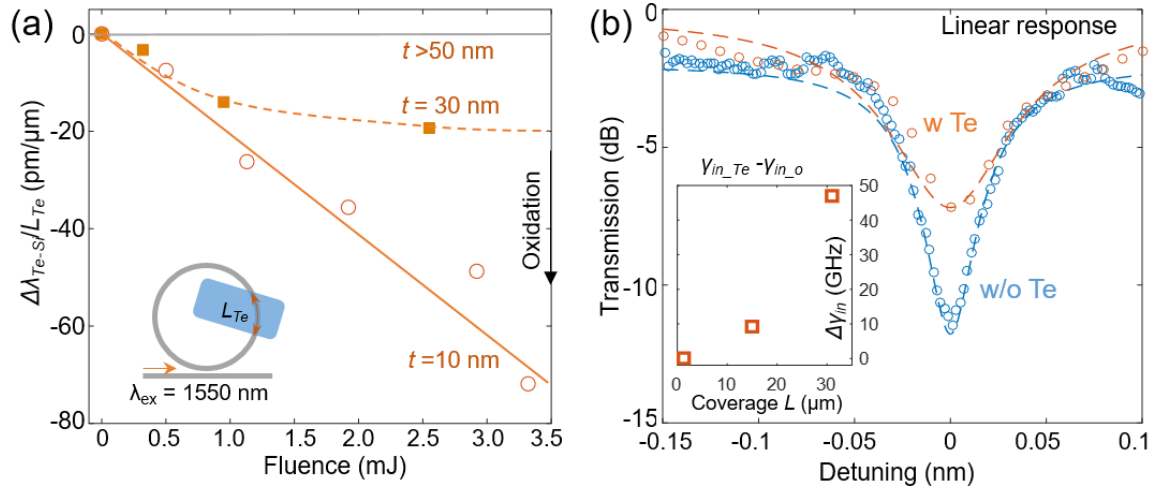 (a)
0
-20
-40
-60
-80
Δλ_Te-Si/L_Te (pm/μm)
t >50 nm
t = 30 nm
t =10 nm
Oxidation
L_Te
λ_ex = 1550 nm
0
0.5
1.0
1.5
2.0
2.5
3.0
3.5
Fluence (mJ)
(b)
0
-5
-10
-15
Transmission (dB)
Linear response
w Te
w/o Te
γ_in_Te -γ_in_o
50
40
30
20
10
0
Δγ_in (GHz)
0
10
20
30
Coverage L (μm)
-0.15
-0.1
-0.05
0
0.05
0.1
Detuning (nm)